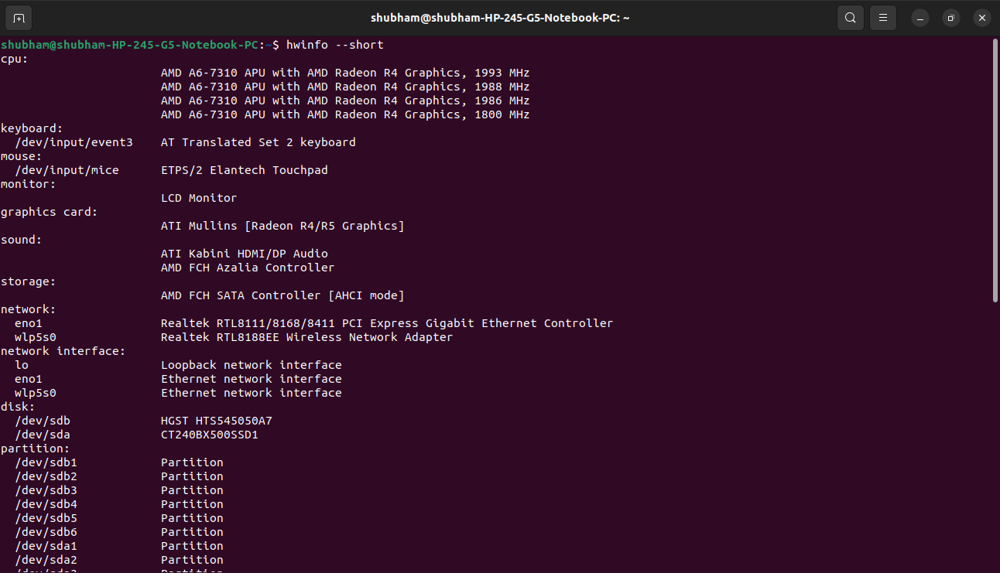 shubham@shubham-HP-245-G5-Notebook-PC: ~
shubham@shubham-HP-245-G5-Notebook-PC:~$ hwinfo --short
cpu:
AMD A6-7310 APU with AMD Radeon R4 Graphics, 1993 MHz
AMD A6-7310 APU with AMD Radeon R4 Graphics, 1988 MHz
AMD A6-7310 APU with AMD Radeon R4 Graphics, 1986 MHz
AMD A6-7310 APU with AMD Radeon R4 Graphics, 1800 MHz
keyboard:
/dev/input/event3 AT Translated Set 2 keyboard
mouse:
/dev/input/mice ETPS/2 Elantech Touchpad
monitor:
LCD Monitor
graphics card:
ATI Mullins [Radeon R4/R5 Graphics]
sound:
ATI Kabini HDMI/DP Audio
AMD FCH Azalia Controller
storage:
AMD FCH SATA Controller [AHCI mode]
network:
eno1 Realtek RTL8111/8168/8411 PCI Express Gigabit Ethernet Controller
wlp5s0 Realtek RTL8188EE Wireless Network Adapter
network interface:
lo Loopback network interface
eno1 Ethernet network interface
wlp5s0 Ethernet network interface
disk:
/dev/sdb HGST HTS545050A7
/dev/sda CT240BX500SSD1
partition:
/dev/sdb1 Partition
/dev/sdb2 Partition
/dev/sdb3 Partition
/dev/sdb4 Partition
/dev/sdb5 Partition
/dev/sdb6 Partition
/dev/sda1 Partition
/dev/sda2 Partition